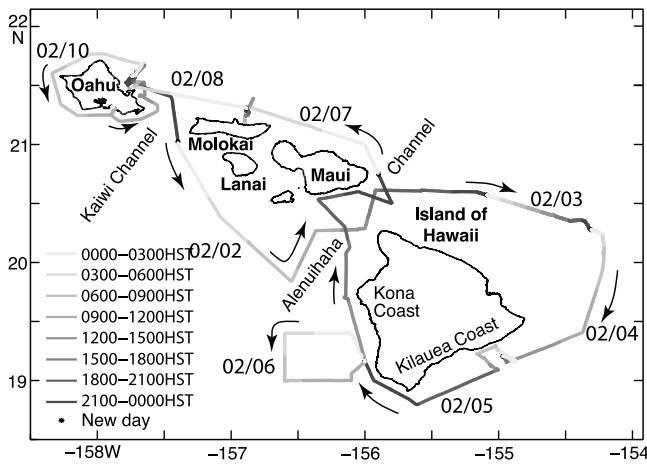 22
N
21
20
19
02/10
Oahu
02/08
02/07
Channel
Molokai
Lanai
Maui
Kaiwi Channel
02/02
Alenuihaha
Island of
Hawaii
02/03
Kona
Coast
Kilauea Coast
02/04
02/06
02/05
0000−0300HST
0300−0600HST
0600−0900HST
0900−1200HST
1200−1500HST
1500−1800HST
1800−2100HST
2100−0000HST
New day
−158W
−157
−156
−155
−154